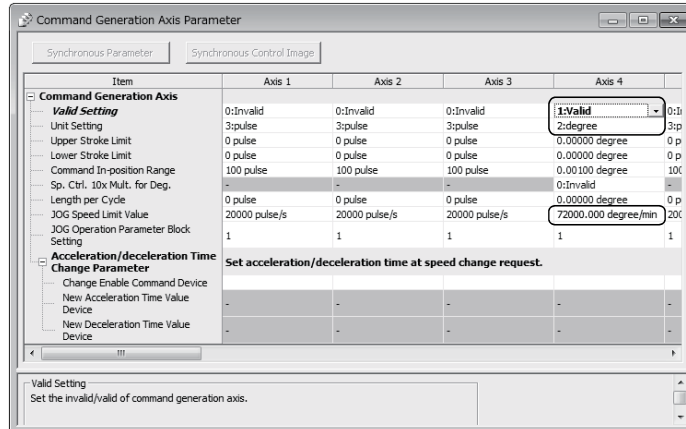 Command Generation Axis Parameter
Synchronous Parameter Synchronous Control Image
Item Axis 1 Axis 2 Axis 3 Axis 4
Command Generation Axis
Valid Setting 0:Invalid 0:Invalid 0:Invalid 1:Valid
Unit Setting 3:pulse 3:pulse 3:pulse 2:degree
Upper Stroke Limit 0 pulse 0 pulse 0 pulse 0.00000 degree
Lower Stroke Limit 0 pulse 0 pulse 0 pulse 0.00000 degree
Command In-position Range 100 pulse 100 pulse 100 pulse 0.00100 degree 100
Sp. Ctrl. 10x Mult. for Deg. - - - 0:Invalid -
Length per Cycle 0 pulse 0 pulse 0 pulse 0.00000 degree
JOG Speed Limit Value 20000 pulse/s 20000 pulse/s 20000 pulse/s 72000.000 degree/min
JOG Operation Parameter Block
Setting 1 1 1 1 1
Acceleration/deceleration Time
Change Parameter Set acceleration/deceleration time at speed change request.
Change Enable Command Device
New Acceleration Time Value
Device - - - - -
New Deceleration Time Value
Device - - - - -
Valid Setting
Set the invalid/valid of command generation axis.